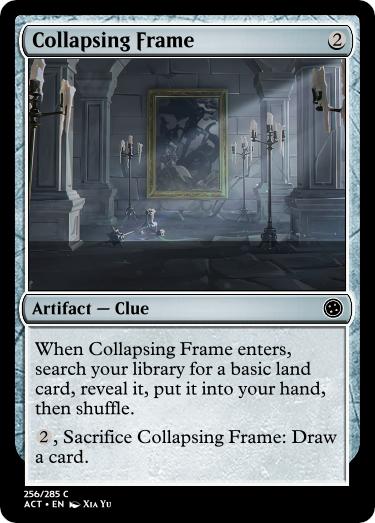 Collapsing Frame 2
Artifact — Clue
When Collapsing Frame enters,
search your library for a basic land
card, reveal it, put it into your hand,
then shuffle.
2, Sacrifice Collapsing Frame: Draw
a card.
256/285 C
ACT • EN Xia Yu